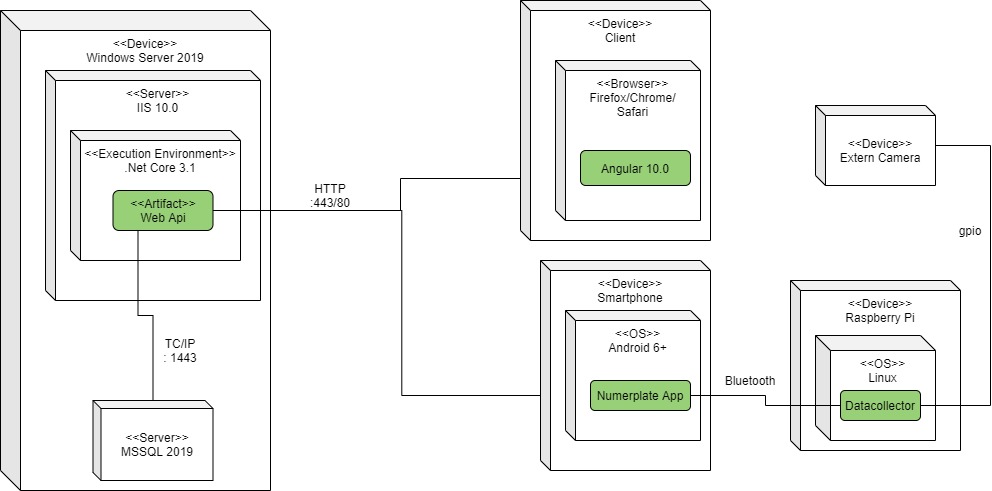 <<Device>>
Windows Server 2019
<<Server>>
IIS 10.0
<<Execution Environment>>
.Net Core 3.1
<<Artifact>>
Web Api
TC/IP
: 1443
<<Server>>
MSSQL 2019
HTTP
:443/80
<<Device>>
Client
<<Browser>>
Firefox/Chrome/
Safari
Angular 10.0
<<Device>>
Smartphone
<<OS>>
Android 6+
Numerplate App
Bluetooth
<<Device>>
Extern Camera
gpio
<<Device>>
Raspberry Pi
<<OS>>
Linux
Datacollector